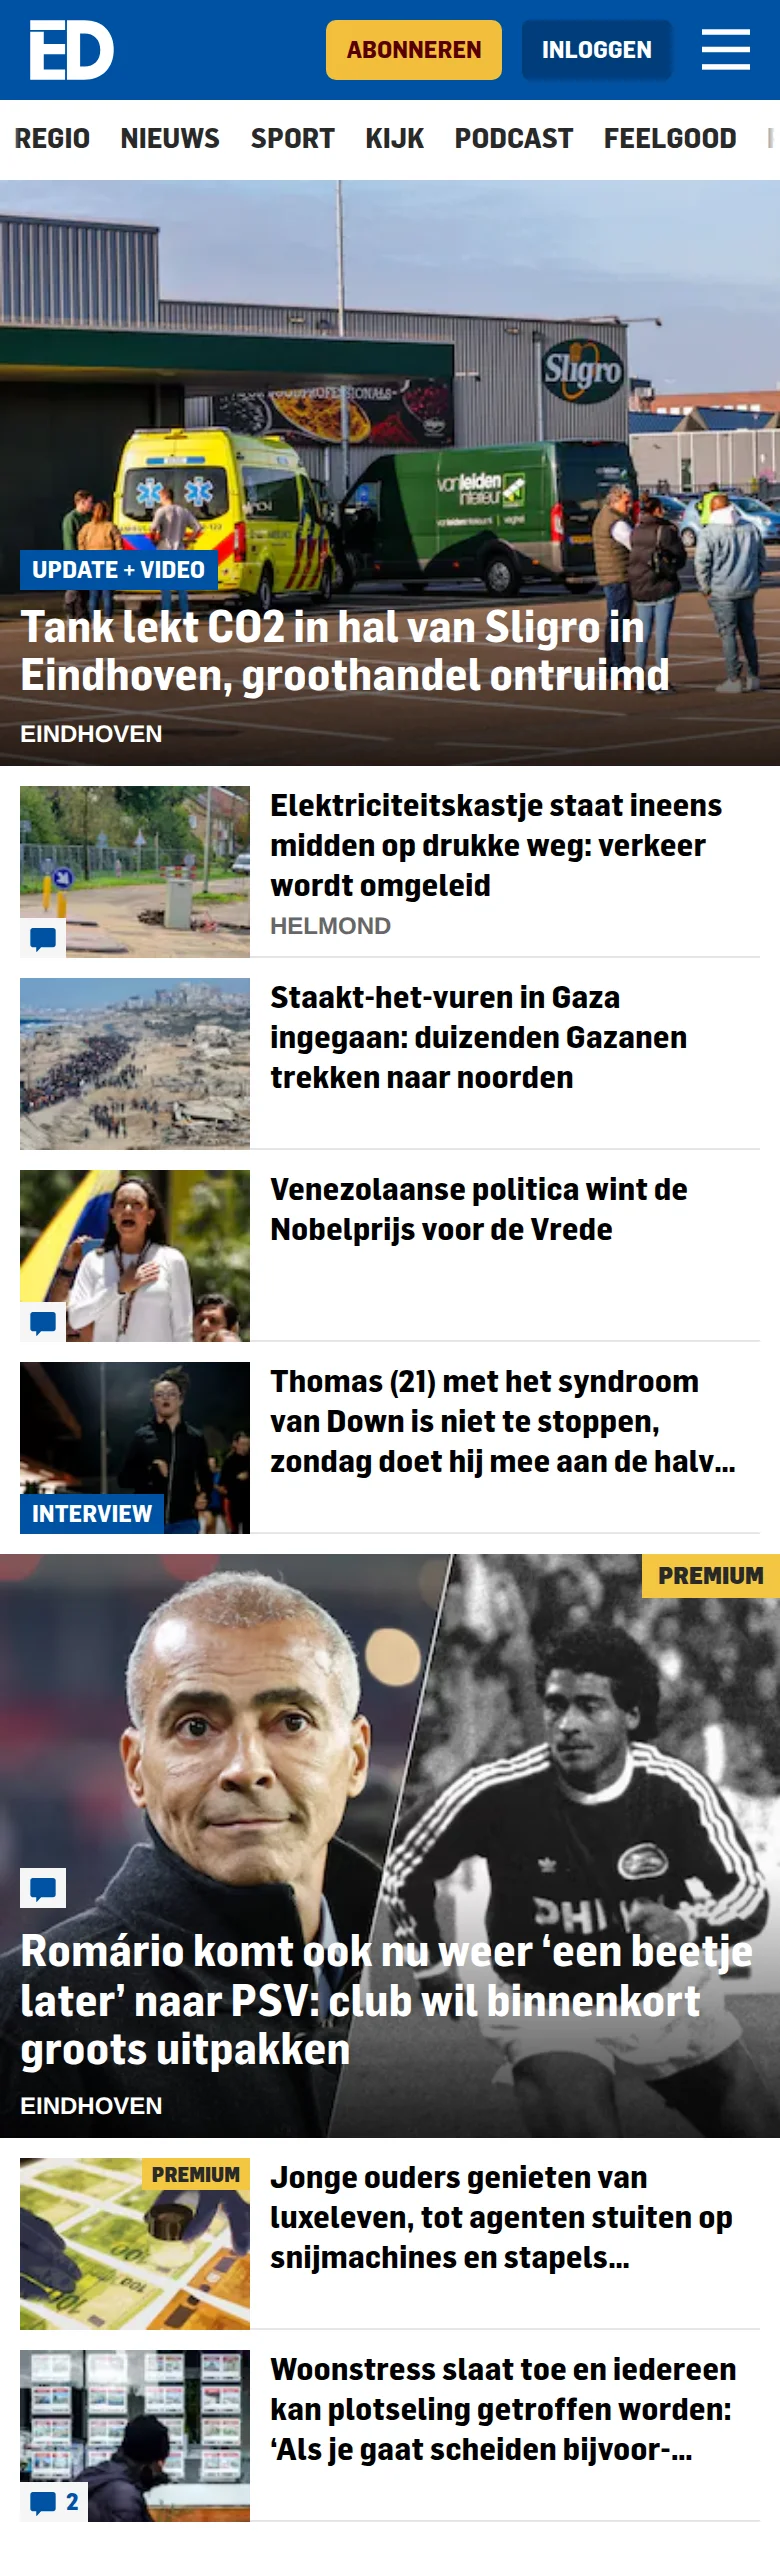 ED
ABONNEREN
INLOGGEN
REGIO NIEUWS SPORT KIJK PODCAST FEELGOOD
Sligro
vanleiden
interieur
UPDATE + VIDEO
Tank lekt CO2 in hal van Sligro in
Eindhoven, groothandel ontruimd
EINDHOVEN
Elektriciteitskastje staat ineens
midden op drukke weg: verkeer
wordt omgeleid
HELMOND
Staakt-het-vuren in Gaza
ingegaan: duizenden Gazanen
trekken naar noorden
Venezolaanse politica wint de
Nobelprijs voor de Vrede
Thomas (21) met het syndroom
van Down is niet te stoppen,
zondag doet hij mee aan de halv...
INTERVIEW
PREMIUM
Romário komt ook nu weer ‘een beetje
later’ naar PSV: club wil binnenkort
groots uitpakken
EINDHOVEN
PREMIUM
Jonge ouders genieten van
luxeleven, tot agenten stuiten op
snijmachines en stapels...
Woonstress slaat toe en iedereen
kan plotseling getroffen worden:
‘Als je gaat scheiden bijvoor-...
2